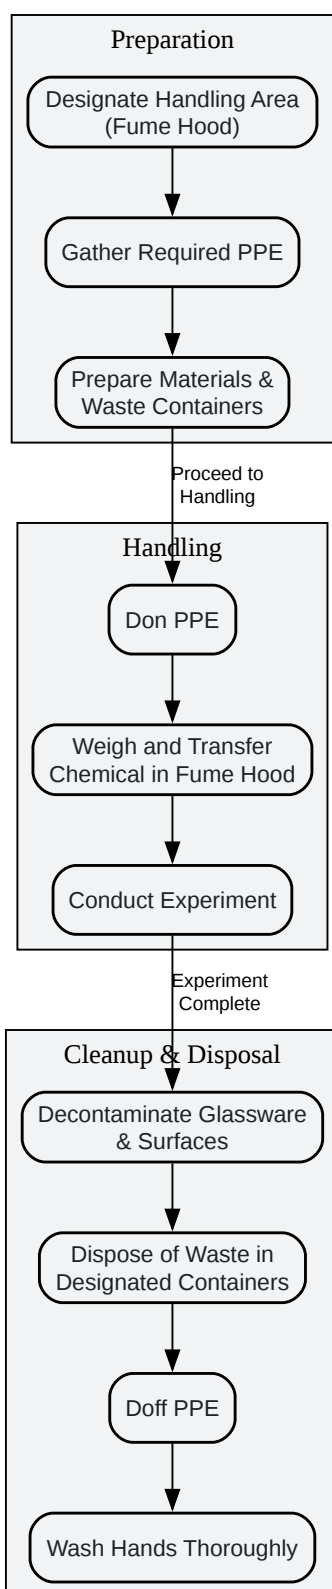 Preparation
Designate Handling Area
(Fume Hood)
Gather Required PPE
Prepare Materials &
Waste Containers
Proceed to
Handling
Handling
Don PPE
Weigh and Transfer
Chemical in Fume Hood
Conduct Experiment
Experiment
Complete
Cleanup & Disposal
Decontaminate Glassware
& Surfaces
Dispose of Waste in
Designated Containers
Doff PPE
Wash Hands Thoroughly